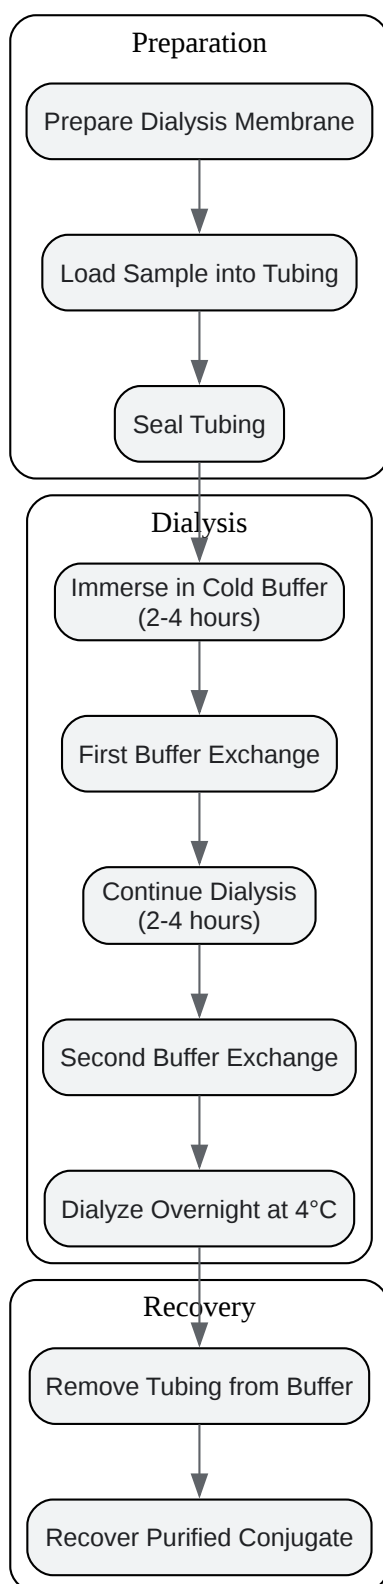 Preparation
Prepare Dialysis Membrane
Load Sample into Tubing
Seal Tubing
Dialysis
Immerse in Cold Buffer
(2-4 hours)
First Buffer Exchange
Continue Dialysis
(2-4 hours)
Second Buffer Exchange
Dialyze Overnight at 4°C
Recovery
Remove Tubing from Buffer
Recover Purified Conjugate